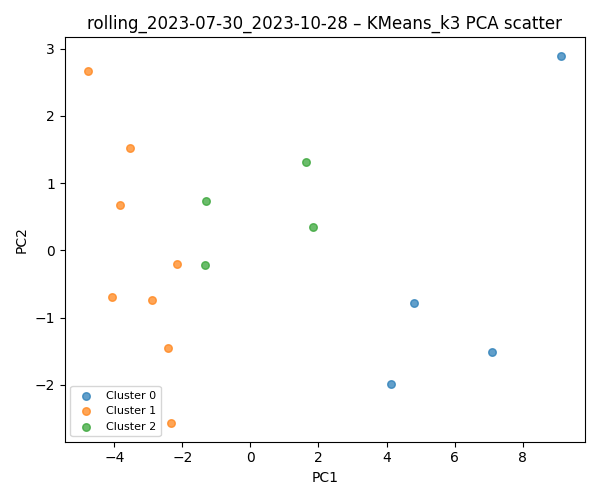 rolling_2023-07-30_2023-10-28 – KMeans_k3 PCA scatter
3
2
1
0
−1
−2
PC2
−4
−2
0
2
4
6
8
PC1
Cluster 0
Cluster 1
Cluster 2